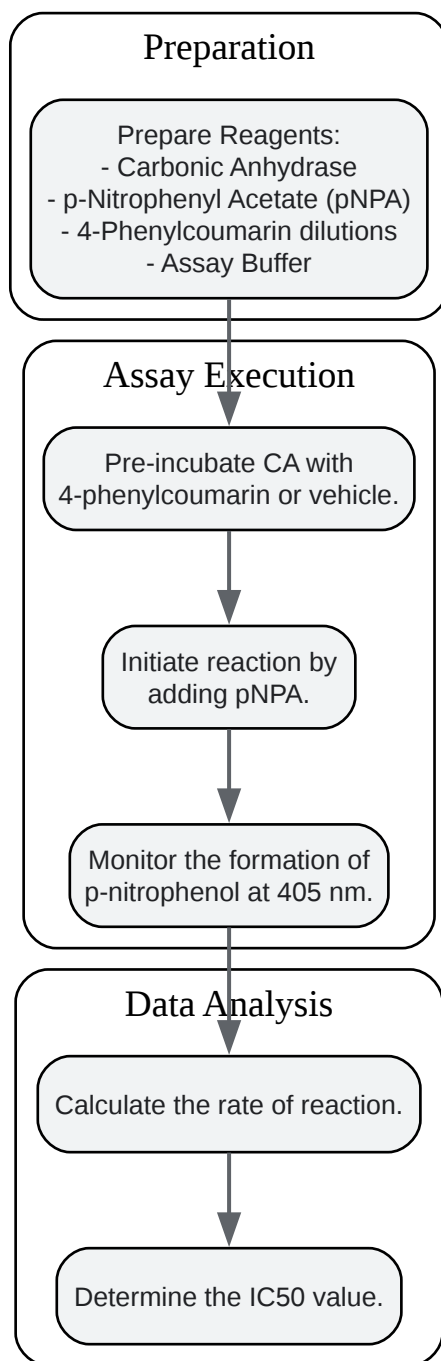 Preparation
Prepare Reagents:
- Carbonic Anhydrase
- p-Nitrophenyl Acetate (pNPA)
- 4-Phenylcoumarin dilutions
- Assay Buffer
Assay Execution
Pre-incubate CA with
4-phenylcoumarin or vehicle.
Initiate reaction by
adding pNPA.
Monitor the formation of
p-nitrophenol at 405 nm.
Data Analysis
Calculate the rate of reaction.
Determine the IC50 value.